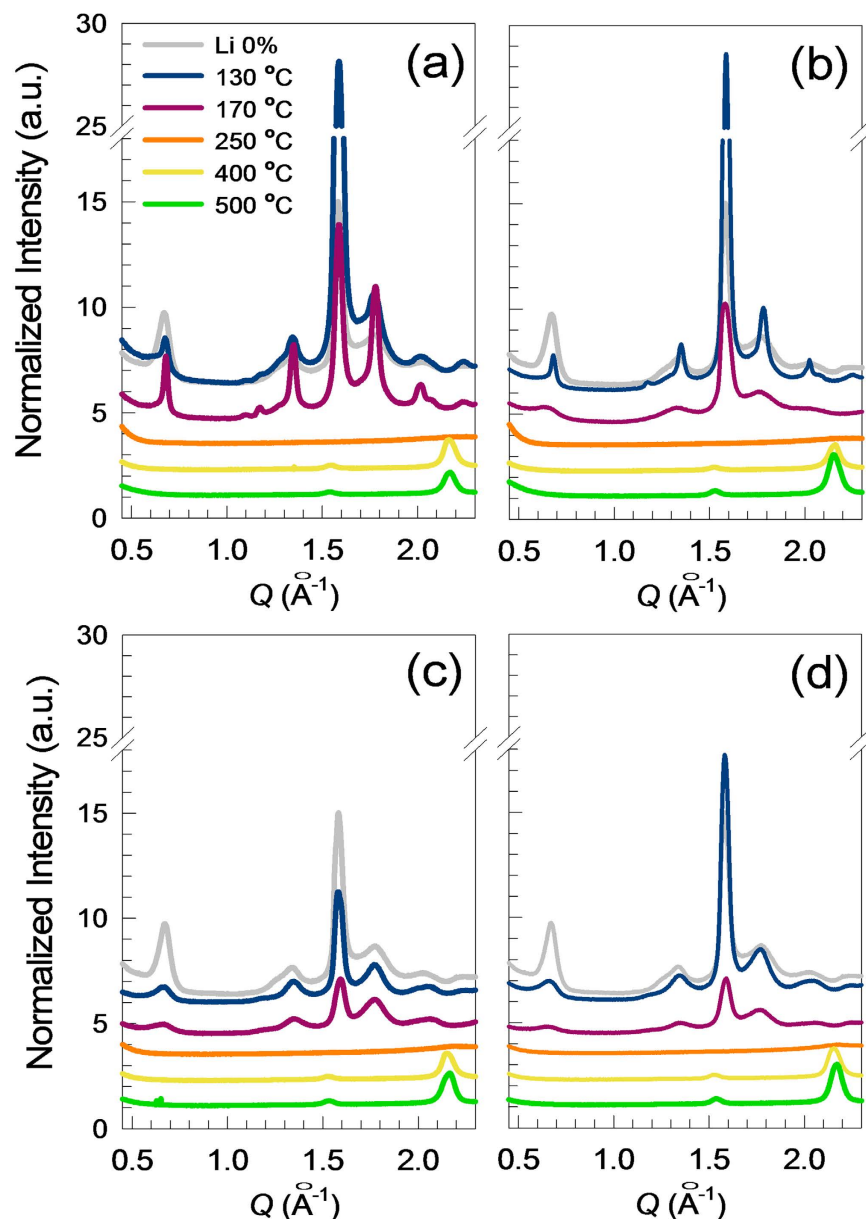 30
25
15
10
5
0
Normalized Intensity (a.u.)
Li 0%
130 °C
170 °C
250 °C
400 °C
500 °C
(a)
(b)
0.5 1.0 1.5 2.0
0.5 1.0 1.5 2.0
Q (Å-1)
Q (Å-1)
30
25
15
10
5
0
Normalized Intensity (a.u.)
(c)
(d)
0.5 1.0 1.5 2.0
0.5 1.0 1.5 2.0
Q (Å-1)
Q (Å-1)